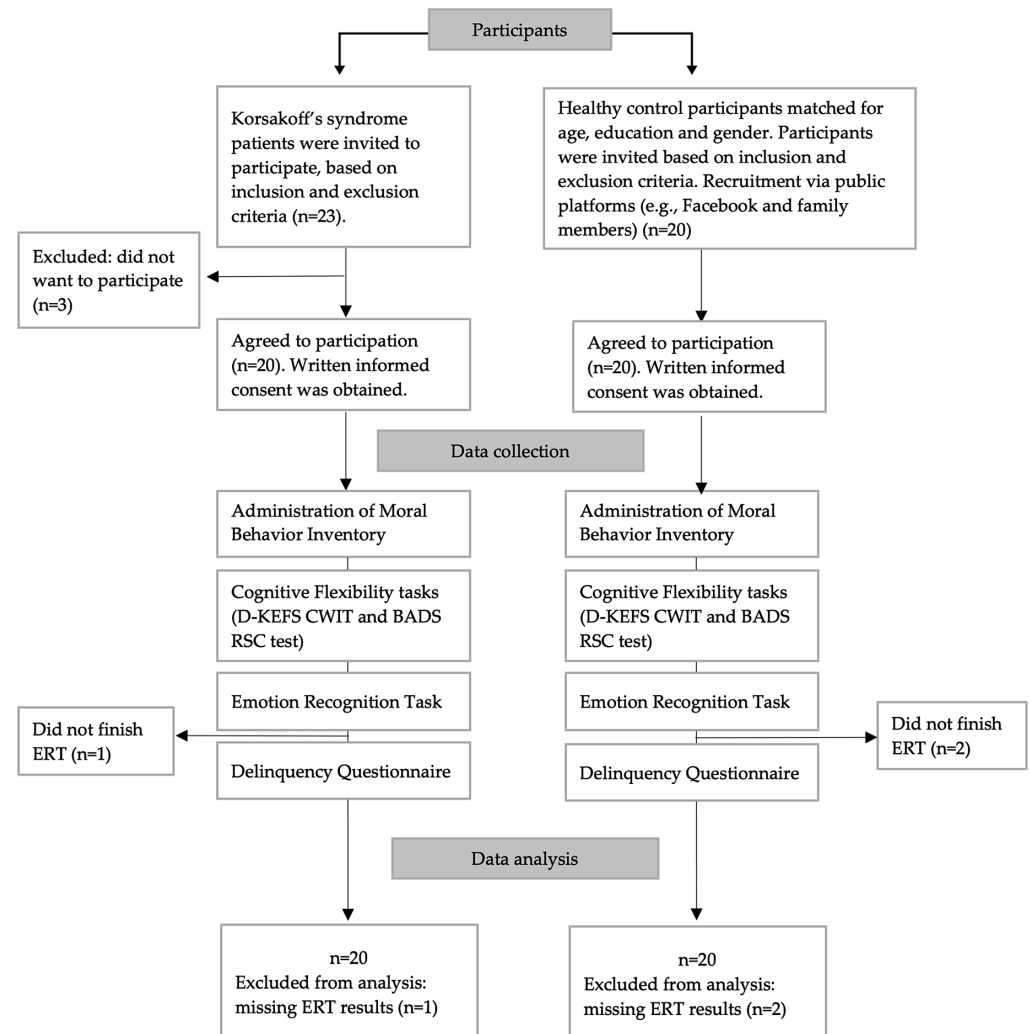 Participants
Korsakoff's syndrome
patients were invited to
participate, based on
inclusion and exclusion
criteria (n=23).
Healthy control participants matched for
age, education and gender. Participants
were invited based on inclusion and
exclusion criteria. Recruitment via public
platforms (e.g., Facebook and family
members) (n=20)
Excluded: did not
want to participate
(n=3)
Agreed to participation
(n=20). Written informed
consent was obtained.
Agreed to participation
(n=20). Written informed
consent was obtained.
Data collection
Administration of Moral
Behavior Inventory
Administration of Moral
Behavior Inventory
Cognitive Flexibility tasks
(D-KEFS CWIT and BADS
RSC test)
Cognitive Flexibility tasks
(D-KEFS CWIT and BADS
RSC test)
Emotion Recognition Task
Emotion Recognition Task
Did not finish
ERT (n=1)
Did not finish
ERT (n=2)
Delinquency Questionnaire
Delinquency Questionnaire
Data analysis
n=20
Excluded from analysis:
missing ERT results (n=1)
n=20
Excluded from analysis:
missing ERT results (n=2)